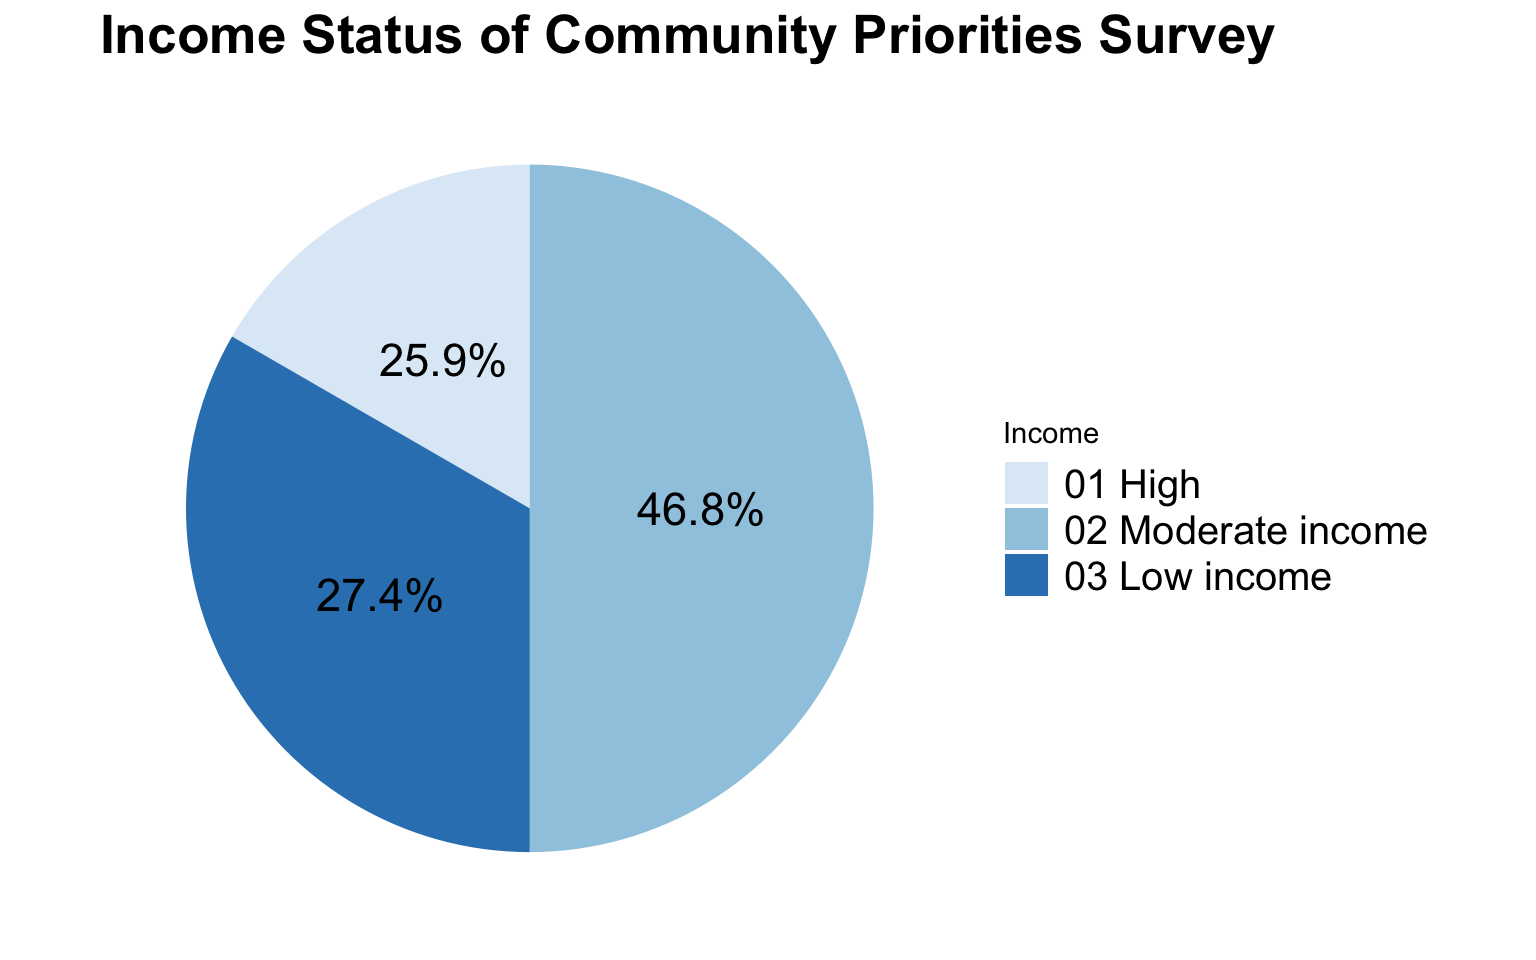 Income Status of Community Priorities Survey
25.9%
46.8%
27.4%
Income
01 High
02 Moderate income
03 Low income